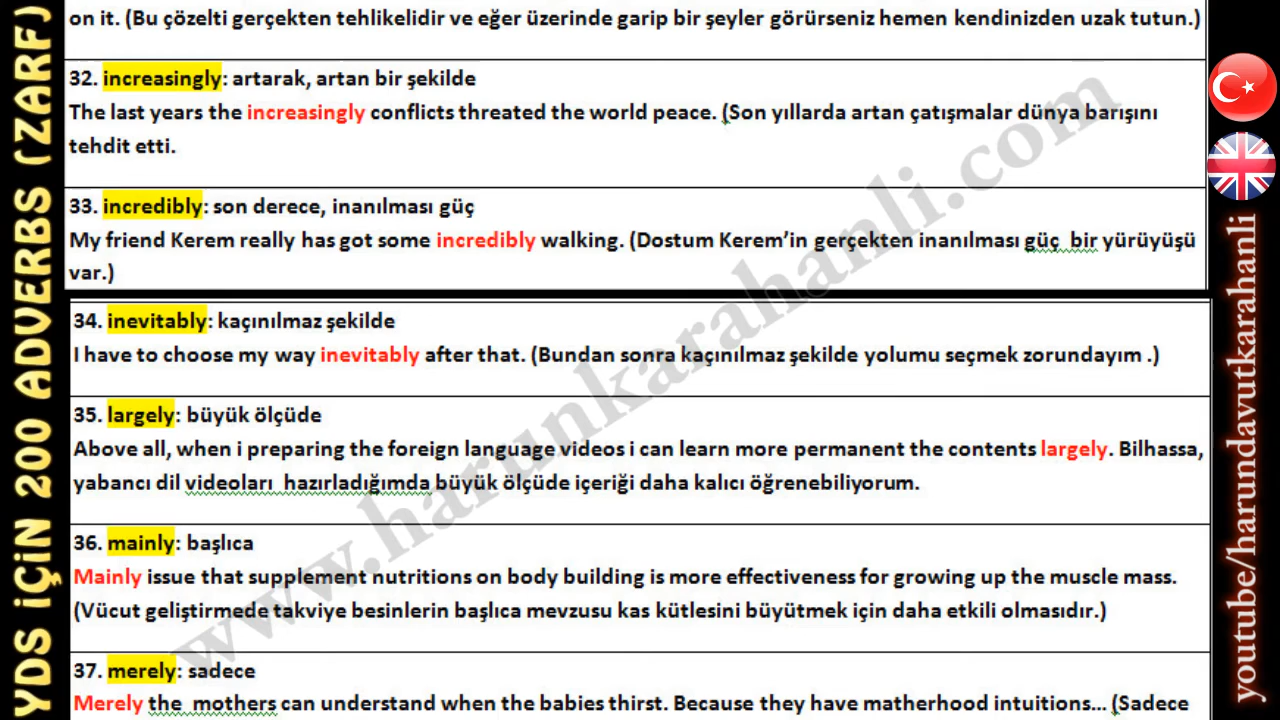 YDS İÇİN 200 ADVERBS (ZARF)
on it. (Bu çözelti gerçekten tehlikelidir ve eğer üzerinde garip bir şeyler görürseniz hemen kendinizden uzak tutun.)
32. increasingly: artarak, artan bir şekilde
The last years the increasingly conflicts threated the world peace. (Son yıllarda artan çatışmalar dünya barışını
tehdit etti.
33. incredibly: son derece, inanılması güç
My friend Kerem really has got some incredibly walking. (Dostum Kerem’in gerçekten inanılması güç bir yürüyüşü
var.)
34. inevitably: kaçınılmaz şekilde
I have to choose my way inevitably after that. (Bundan sonra kaçınılmaz şekilde yolumu seçmek zorundayım .)
35. largely: büyük ölçüde
Above all, when i preparing the foreign language videos i can learn more permanent the contents largely. Bilhassa,
yabancı dil videoları hazırladığımda büyük ölçüde içeriği daha kalıcı öğrenebiliyorum.
36. mainly: başlıca
Mainly issue that supplement nutritions on body building is more effectiveness for growing up the muscle mass.
(Vücut geliştirmede takviye besinlerin başlıca mevzusu kas kütlesini büyütmek için daha etkili olmasıdır.)
37. merely: sadece
Merely the mothers can understand when the babies thirst. Because they have matherhood intuitions... (Sadece
www.harunkarahanli.com
youtube/harundavutkarahanli